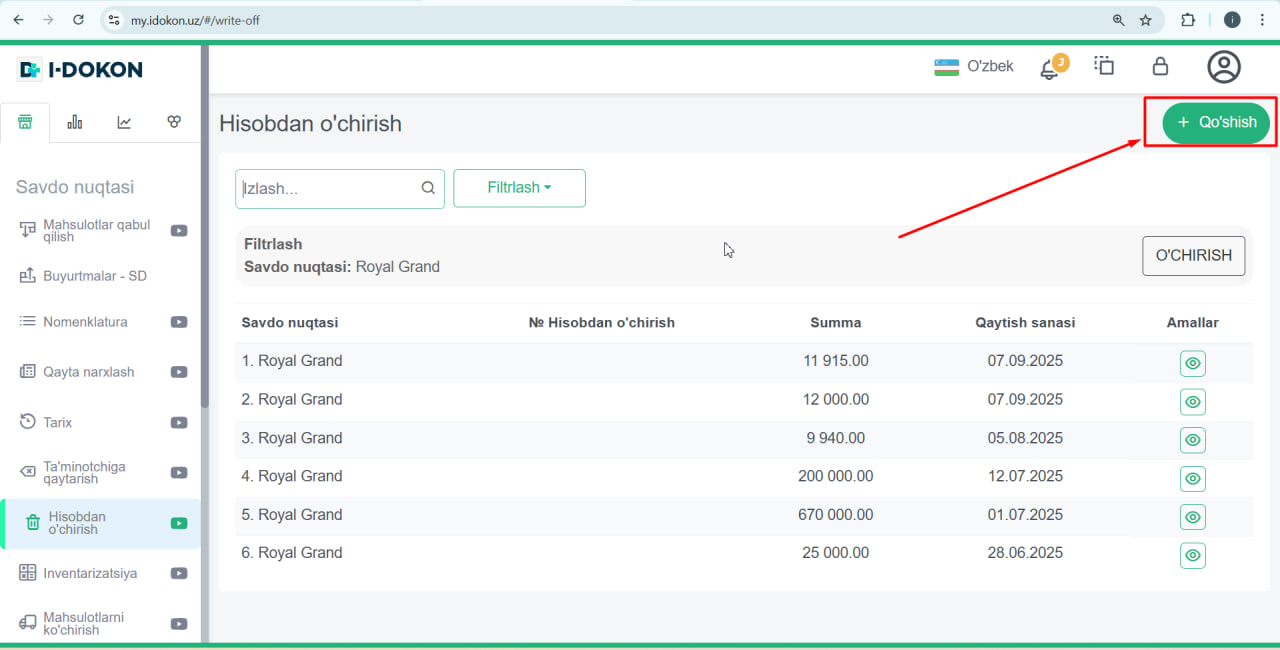 my.idokon.uz/#/write-off
i
I-DOKON
O'zbek
3
Hisobdan o'chirish
+ Qo'shish
Savdo nuqtasi
Mahsulotlar qabul
qilish
Buyurtmalar - SD
Nomenklatura
Qayta narxlash
Tarix
Ta'minotchiga
qaytarish
Hisobdan
o'chirish
Inventarizatsiya
Mahsulotlarni
ko'chirish
Izlash...
Filtrlash
Filtrlash
Savdo nuqtasi: Royal Grand
O'CHIRISH
Savdo nuqtasi № Hisobdan o'chirish Summa Qaytish sanasi Amallar
1. Royal Grand 11 915.00 07.09.2025
2. Royal Grand 12 000.00 07.09.2025
3. Royal Grand 9 940.00 05.08.2025
4. Royal Grand 200 000.00 12.07.2025
5. Royal Grand 670 000.00 01.07.2025
6. Royal Grand 25 000.00 28.06.2025